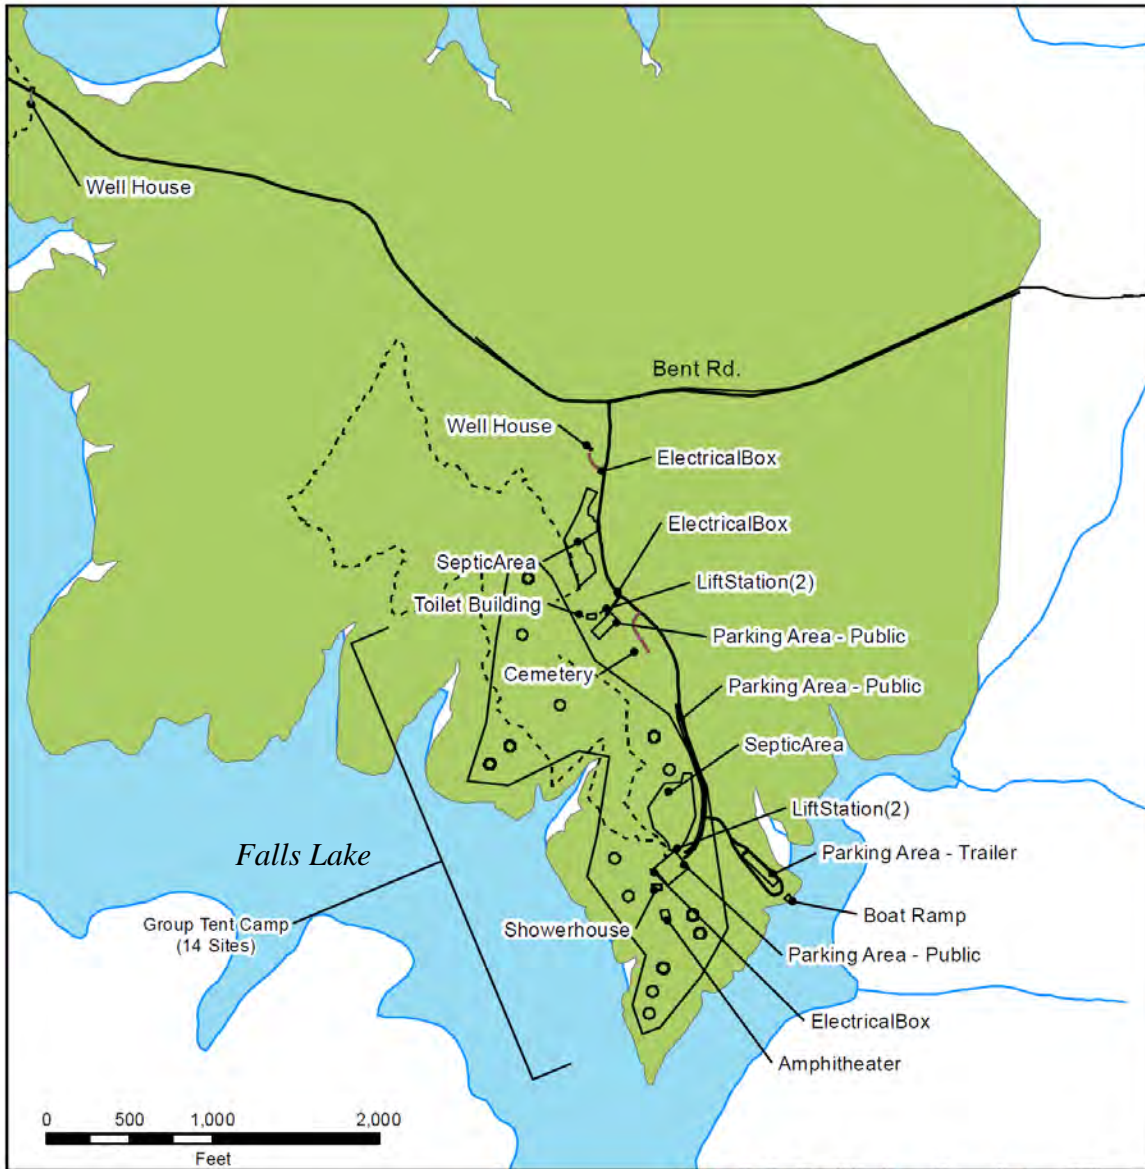 Well House
Bent Rd.
Well House
ElectricalBox
ElectricalBox
SepticArea
LiftStation(2)
Toilet Building
Parking Area - Public
Cemetery
Parking Area - Public
SepticArea
LiftStation(2)
Falls Lake
Parking Area - Trailer
Group Tent Camp
(14 Sites)
Showerhouse
Boat Ramp
Parking Area - Public
ElectricalBox
Amphitheater
0 500 1,000 2,000
Feet